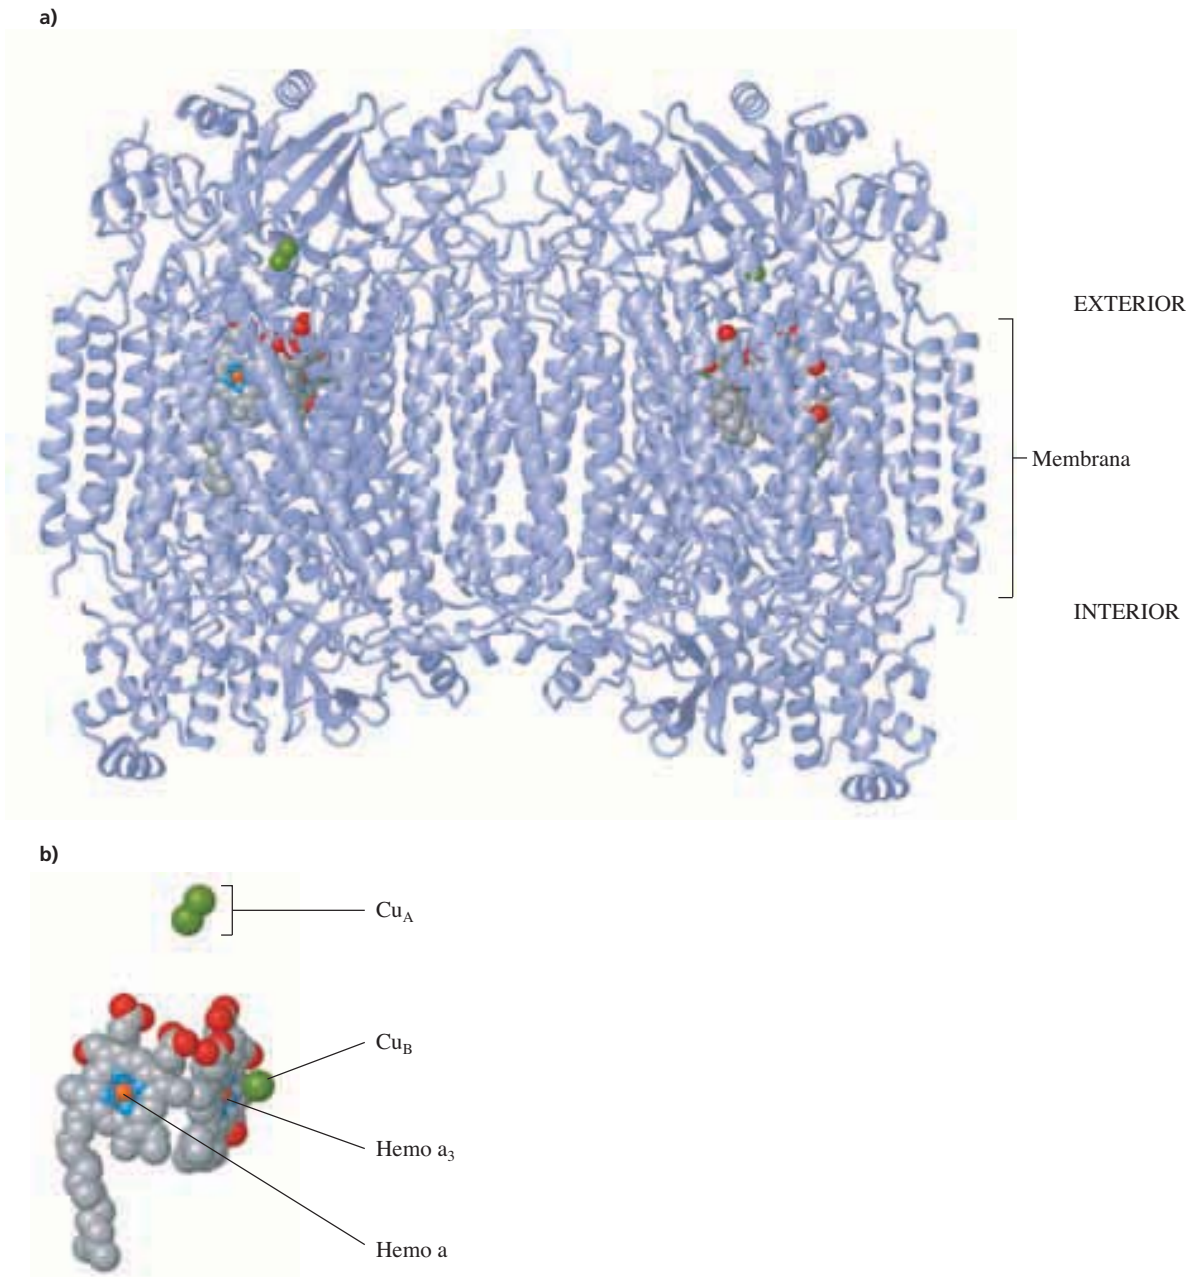 a)
EXTERIOR
Membrana
INTERIOR
b)
Cu_A
Cu_B
Hemo a_3
Hemo a